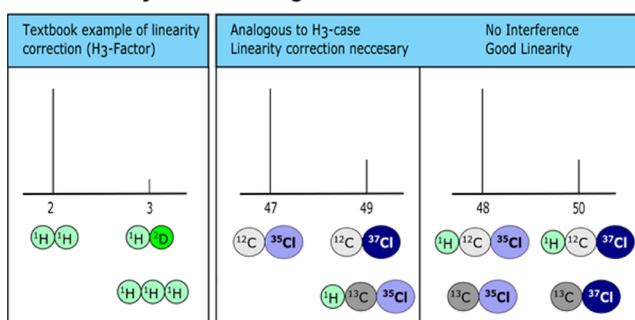 Textbook example of linearity
correction (H3-Factor)
Analogous to H3-case
Linearity correction neccesary
No Interference
Good Linearity
2
3
47
49
48
50
¹H ¹H
¹H ²D
¹²C ³⁵Cl
¹²C ³⁷Cl
¹H ¹²C ³⁵Cl
¹H ¹²C ³⁷Cl
¹H ¹H ¹H
¹H ¹³C ³⁵Cl
¹³C ³⁵Cl
¹³C ³⁷Cl